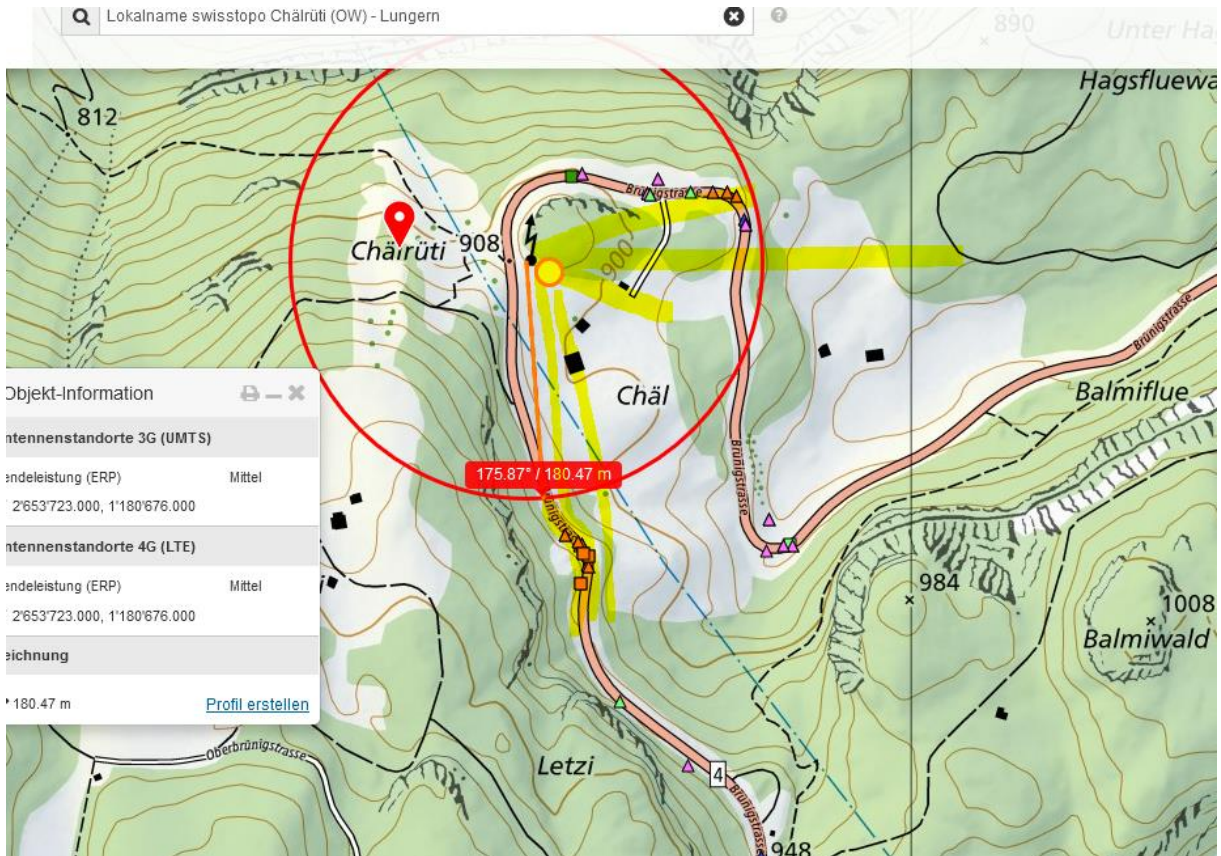 Lokalname swisstopo Chälrüti (OW) - Lungern
890
Unter Ha
812
Hagsfluewa
Brünigstrasse
Chälrüti
908
900
Brünigstrasse
Objekt-Information
Chäl
Balmiflue
ntennenstandorte 3G (UMTS)
Brünigstrasse
endeleistung (ERP) Mittel
175.87° / 180.47 m
2'653'723.000, 1'180'676.000
Brünigstrasse
ntennenstandorte 4G (LTE)
endeleistung (ERP) Mittel
984
1008
2'653'723.000, 1'180'676.000
Balmiwald
eichnung
° 180.47 m Profil erstellen
Oberbrünigstrasse
Letzi
4
Brünigstrasse
948